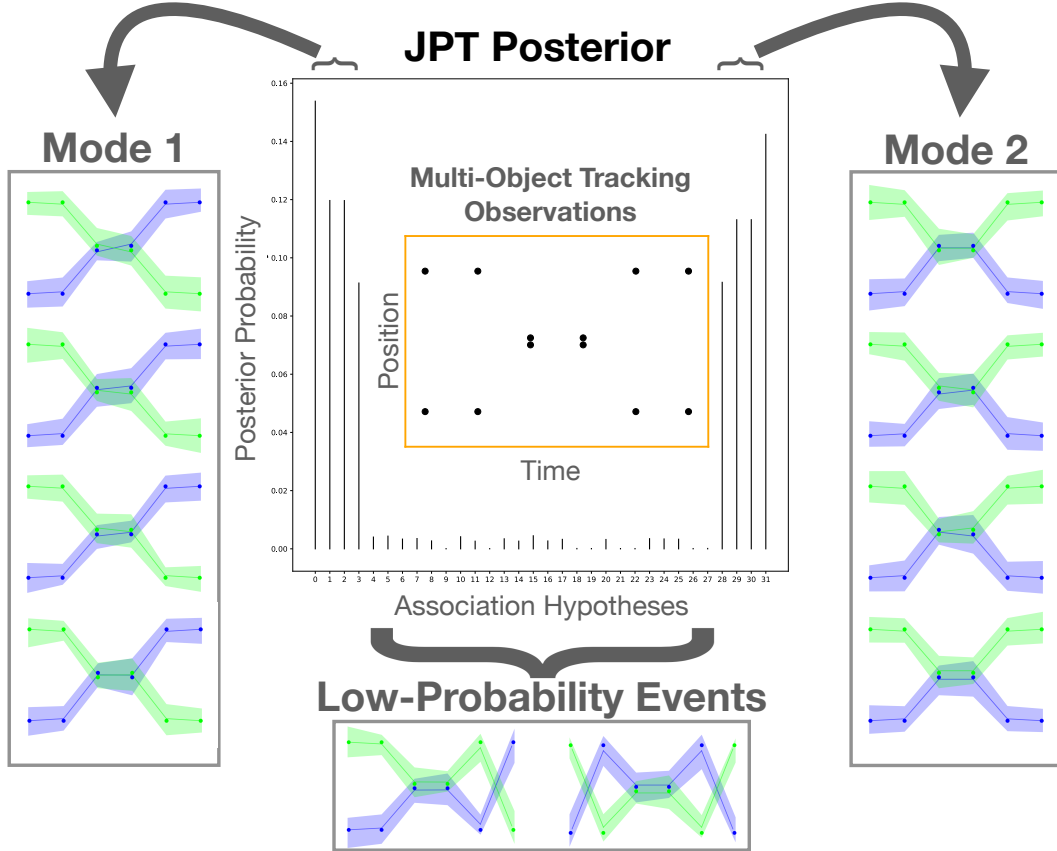 JPT Posterior
Mode 1
Mode 2
Posterior Probability
0.16
0.14
0.12
0.10
0.08
0.06
0.04
0.02
0.00
Multi-Object Tracking
Observations
Position
Time
0 1 2 3 4 5 6 7 8 9 10 11 12 13 14 15 16 17 18 19 20 21 22 23 24 25 26 27 28 29 30 31
Association Hypotheses
Low-Probability Events